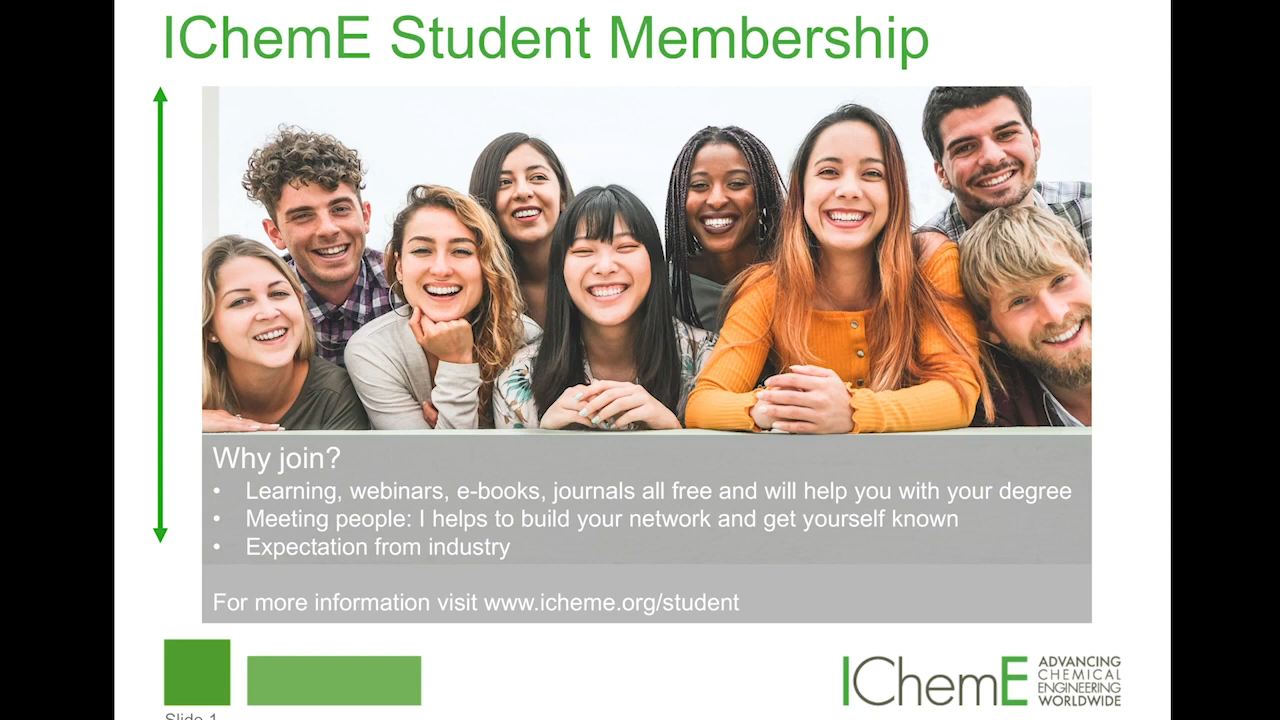 IChemE Student Membership
Why join?
• Learning, webinars, e-books, journals all free and will help you with your degree
• Meeting people: I helps to build your network and get yourself known
• Expectation from industry
For more information visit www.icheme.org/student
IChemE
ADVANCING
CHEMICAL
ENGINEERING
WORLDWIDE
Slide 1